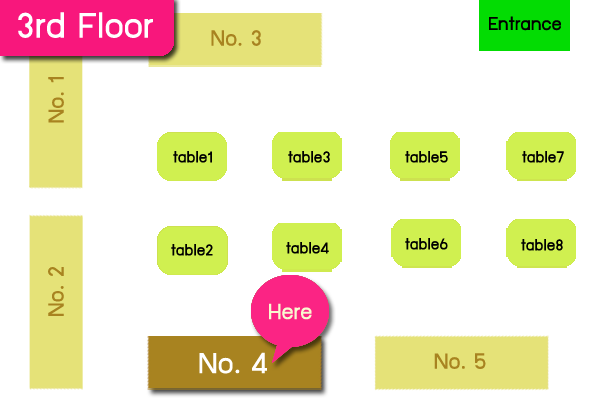 3rd Floor
No. 3
Entrance
No. 1
table1
table3
table5
table7
No. 2
table2
table4
table6
table8
Here
No. 4
No. 5